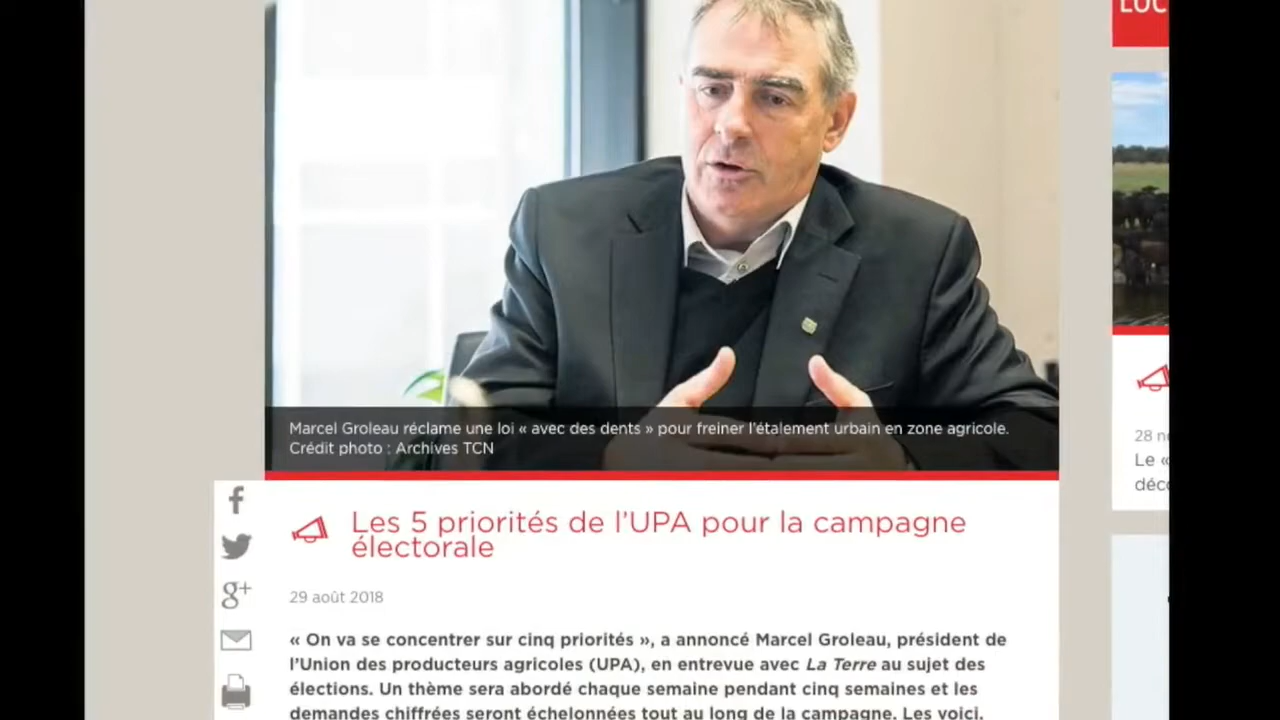 Marcel Groleau réclame une loi « avec des dents » pour freiner l'étalement urbain en zone agricole.
Crédit photo : Archives TCN
Les 5 priorités de l'UPA pour la campagne
électorale
29 août 2018
« On va se concentrer sur cinq priorités », a annoncé Marcel Groleau, président de
l'Union des producteurs agricoles (UPA), en entrevue avec La Terre au sujet des
élections. Un thème sera abordé chaque semaine pendant cinq semaines et les
demandes chiffrées seront échelonnées tout au long de la campagne. Les voici.
28
Le «